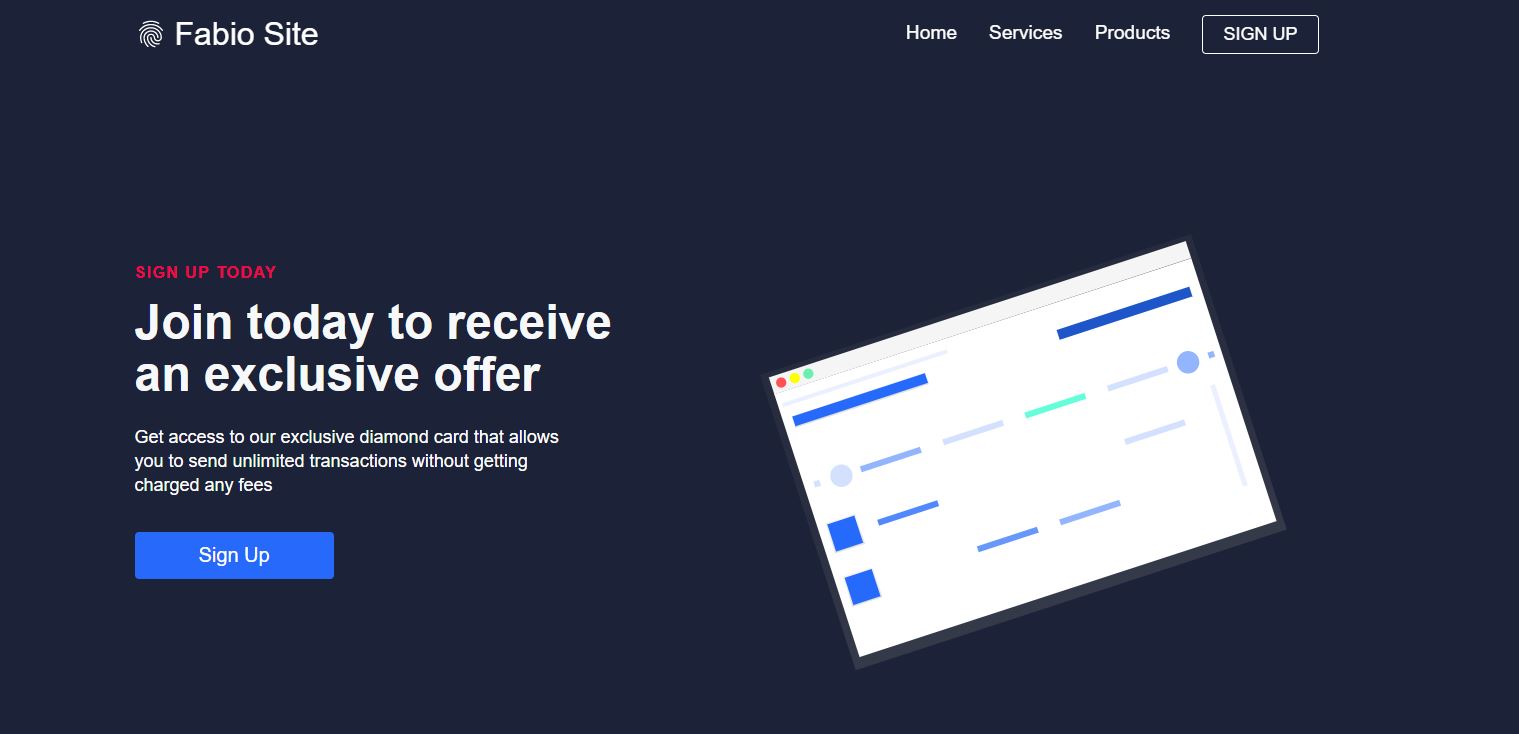 Fabio Site
Home
Services
Products
SIGN UP
SIGN UP TODAY
Join today to receive
an exclusive offer
Get access to our exclusive diamond card that allows
you to send unlimited transactions without getting
charged any fees
Sign Up